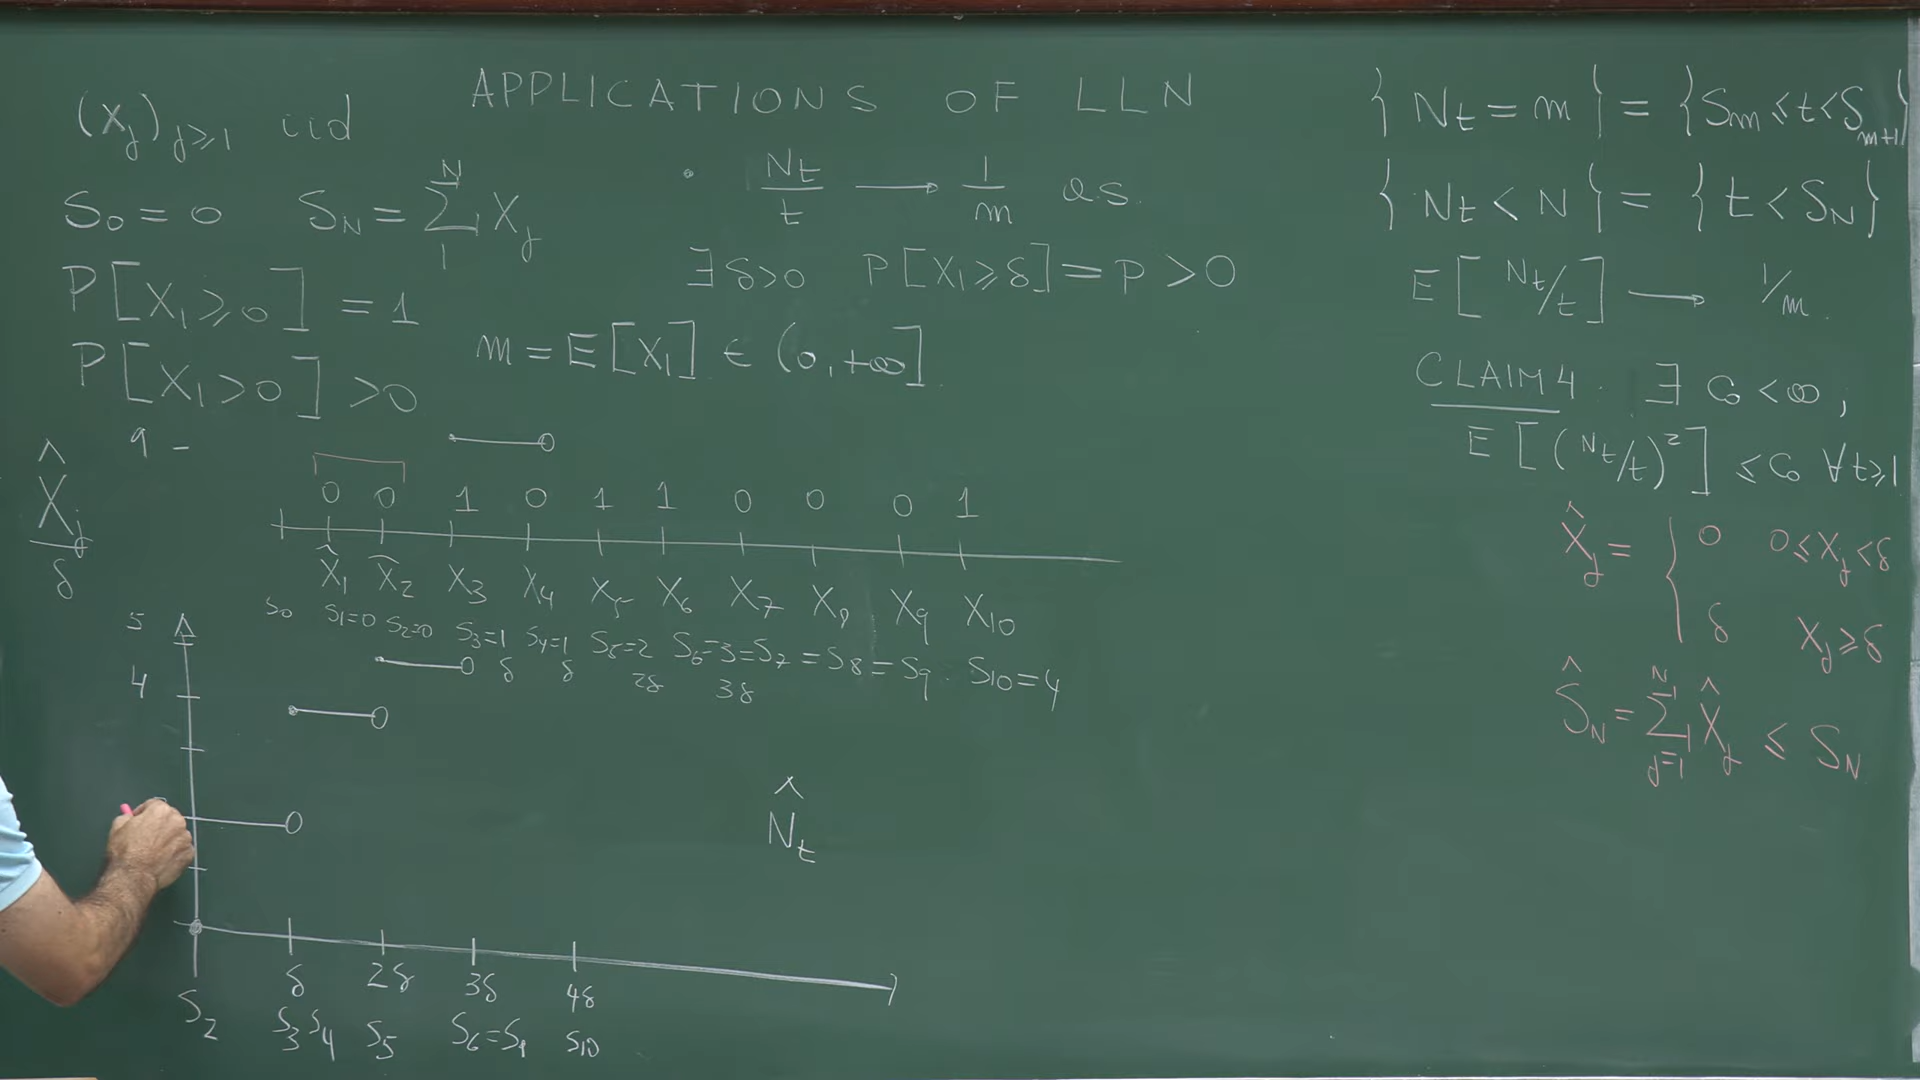 APPLICATIONS OF LLN
(X_j)_{j≥1} iid
S_0 = 0 S_N = ∑_1^N X_j
P[X_1 ≥ 0] = 1
P[X_1 > 0] > 0
• N_t/t → 1/m a.s.
∃ δ>0 P[X_1 ≥ δ] = p > 0
m = E[X_1] ∈ (0, +∞]
{N_t = m} = {S_m ≤ t < S_{m+1}}
{N_t < N} = {t < S_N}
E[N_t/t] → 1/m.
CLAIM 4. ∃ C_0 < ∞;
E[(N_t/t)^2] ≤ C_0 ∀t≥1
X̂_j = { 0 0≤X_j<δ
δ X_j≥δ
Ŝ_N = ∑_{j=1}^N X̂_j ≤ S_N
X̂_j/δ
9
0 0 1 0 1 1 0 0 0 1
X̃_1 X̃_2 X_3 X_4 X_5 X_6 X_7 X_8 X_9 X_10
S_0 S_1=0 S_2=0 S_3=1 S_4=1 S_5=2 S_6=3=S_7=S_8=S_9. S_10=4
δ δ 2δ 3δ
5
4
N̂_t
δ 2δ 3δ 4δ
S_2 S_3 S_4 S_5 S_6=S_9 S_10